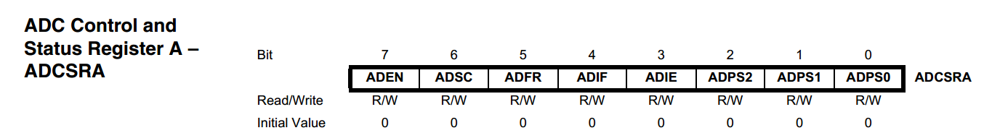 ADC Control and
Status Register A –
ADCSRA
Bit 7 6 5 4 3 2 1 0
ADEN ADSC ADFR ADIF ADIE ADPS2 ADPS1 ADPS0 ADCSRA
Read/Write R/W R/W R/W R/W R/W R/W R/W R/W
Initial Value 0 0 0 0 0 0 0 0